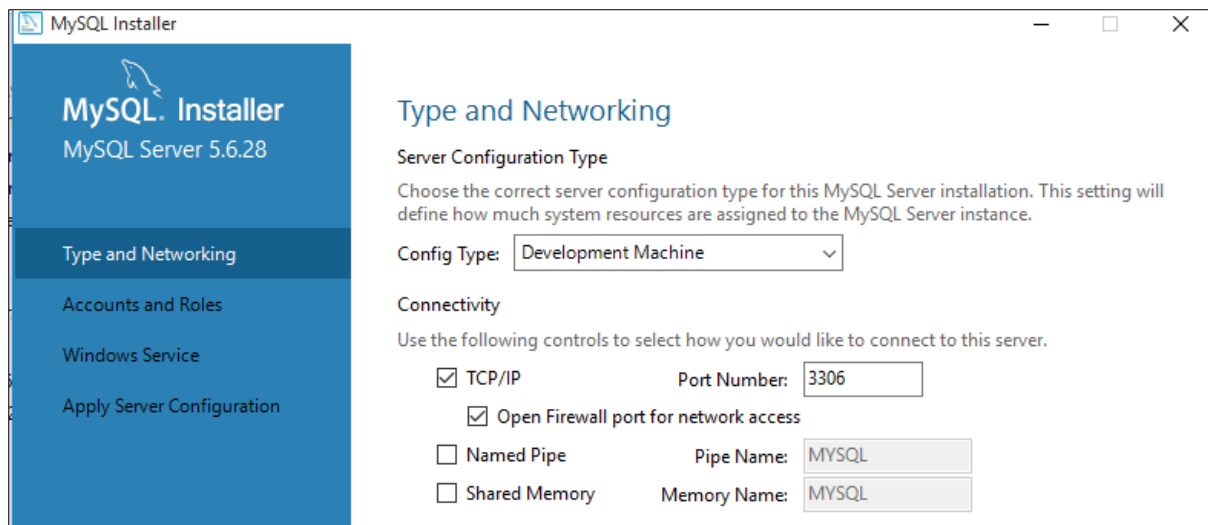 MySQL Installer
MySQL. Installer
MySQL Server 5.6.28
Type and Networking
Accounts and Roles
Windows Service
Apply Server Configuration
Type and Networking
Server Configuration Type
Choose the correct server configuration type for this MySQL Server installation. This setting will
define how much system resources are assigned to the MySQL Server instance.
Config Type: Development Machine
Connectivity
Use the following controls to select how you would like to connect to this server.
TCP/IP Port Number: 3306
Open Firewall port for network access
Named Pipe Pipe Name: MYSQL
Shared Memory Memory Name: MYSQL